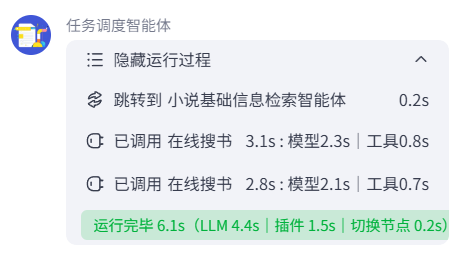 任务调度智能体
隐藏运行过程
跳转到 小说基础信息检索智能体 0.2s
已调用 在线搜书 3.1s : 模型2.3s｜工具0.8s
已调用 在线搜书 2.8s : 模型2.1s｜工具0.7s
运行完毕 6.1s（LLM 4.4s｜插件 1.5s｜切换节点 0.2s）